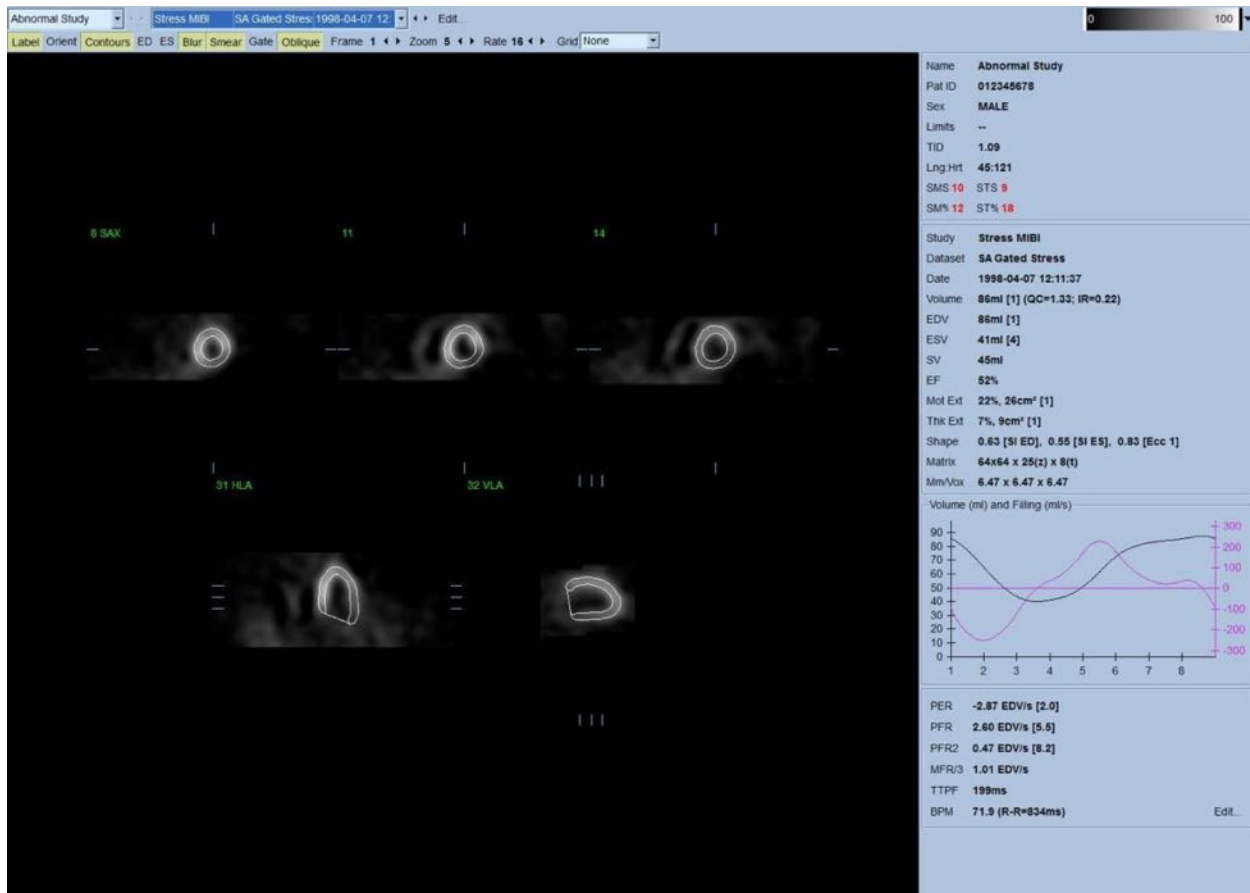 Abnormal Study Stress MIBI SA Gated Stres 1998-04-07 12: Edit...
0 100
Label Orient Contours ED ES Blur Smear Gate Oblique Frame 1 Zoom 5 Rate 16 Grid None
Name Abnormal Study
Pat ID 012345678
Sex MALE
Limits --
TID 1.09
Lng:Hrt 45:121
SMS 10 STS 9
SM% 12 ST% 18
8 SAX 11 14
Study Stress MIBI
Dataset SA Gated Stress
Date 1998-04-07 12:11:37
Volume 86ml [1] (QC=1.33; IR=0.22)
EDV 86ml [1]
ESV 41ml [4]
SV 45ml
EF 52%
Mot Ext 22%, 26cm² [1]
Thk Ext 7%, 9cm² [1]
Shape 0.63 [SI ED], 0.55 [SI ES], 0.83 [Ecc 1]
Matrix 64x64 x 25(z) x 8(t)
Mm/Vox 6.47 x 6.47 x 6.47
31 HLA 32 VLA
Volume (ml) and Filling (ml/s)
90 300
80 200
70
60 100
50 0
40
30 -100
20 -200
10
0 -300
1 2 3 4 5 6 7 8
PER -2.87 EDV/s [2.0]
PFR 2.60 EDV/s [5.5]
PFR2 0.47 EDV/s [8.2]
MFR/3 1.01 EDV/s
TTPF 199ms
BPM 71.9 (R-R=834ms) Edit...